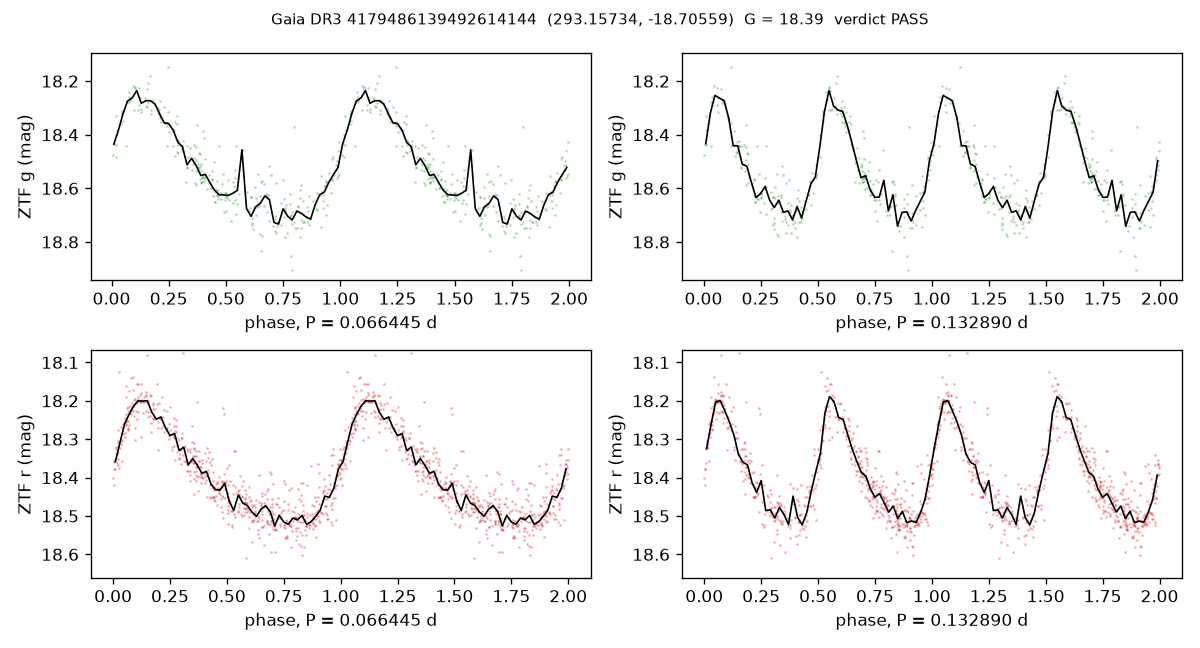 Gaia DR3 4179486139492614144 (293.15734, -18.70559) G = 18.39 verdict PASS
ZTF g (mag)
18.2
18.4
18.6
18.8
0.00 0.25 0.50 0.75 1.00 1.25 1.50 1.75 2.00
phase, P = 0.066445 d
ZTF g (mag)
18.2
18.4
18.6
18.8
0.00 0.25 0.50 0.75 1.00 1.25 1.50 1.75 2.00
phase, P = 0.132890 d
ZTF r (mag)
18.1
18.2
18.3
18.4
18.5
18.6
0.00 0.25 0.50 0.75 1.00 1.25 1.50 1.75 2.00
phase, P = 0.066445 d
ZTF r (mag)
18.1
18.2
18.3
18.4
18.5
18.6
0.00 0.25 0.50 0.75 1.00 1.25 1.50 1.75 2.00
phase, P = 0.132890 d